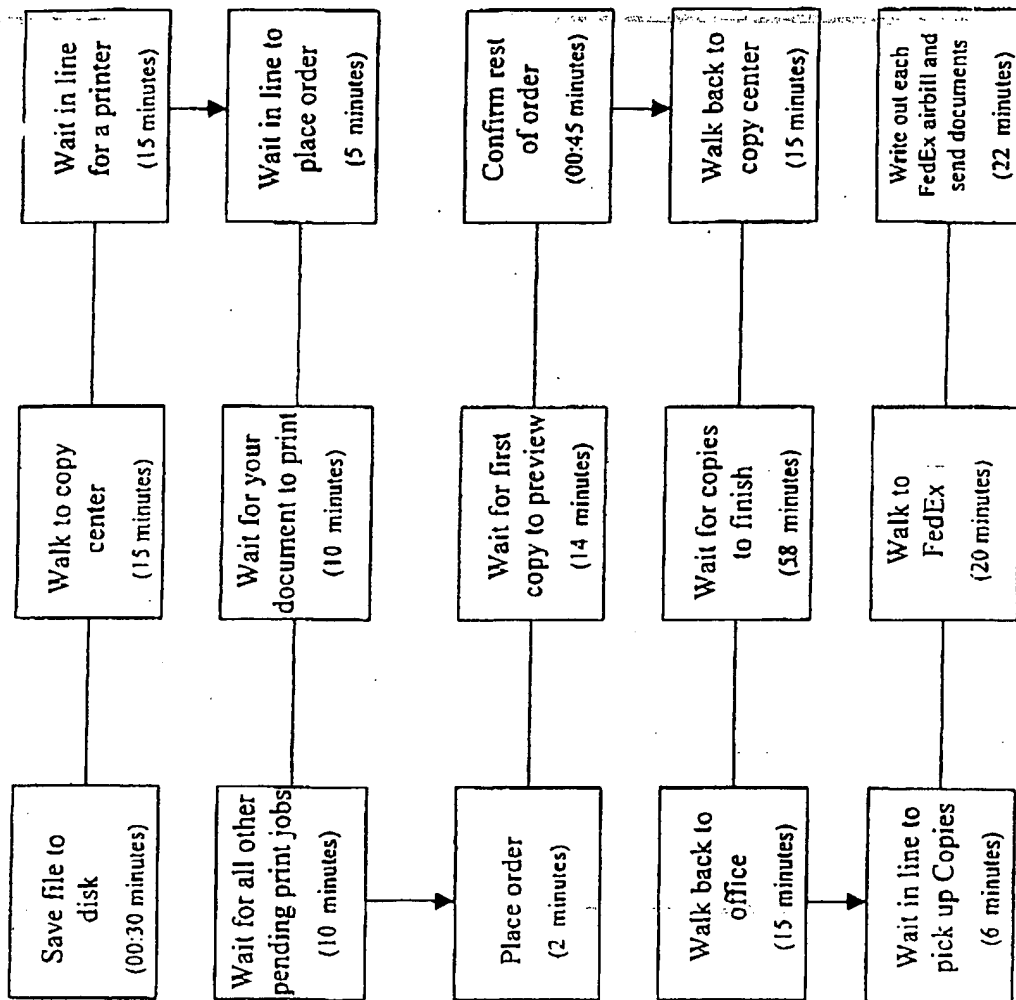 Save file to
disk
(00:30 minutes)
Walk to copy
center
(15 minutes)
Wait in line
for a printer
(15 minutes)
Wait for all other
pending print jobs
(10 minutes)
Wait for your
document to print
(10 minutes)
Wait in line to
place order
(5 minutes)
Place order
(2 minutes)
Wait for first
copy to preview
(14 minutes)
Confirm rest
of order
(00:45 minutes)
Walk back to
office
(15 minutes)
Wait for copies
to finish
(58 minutes)
Walk back to
copy center
(15 minutes)
Wait in line to
pick up Copies
(6 minutes)
Walk to
FedEx
(20 minutes)
Write out each
FedEx airbill and
send documents
(22 minutes)